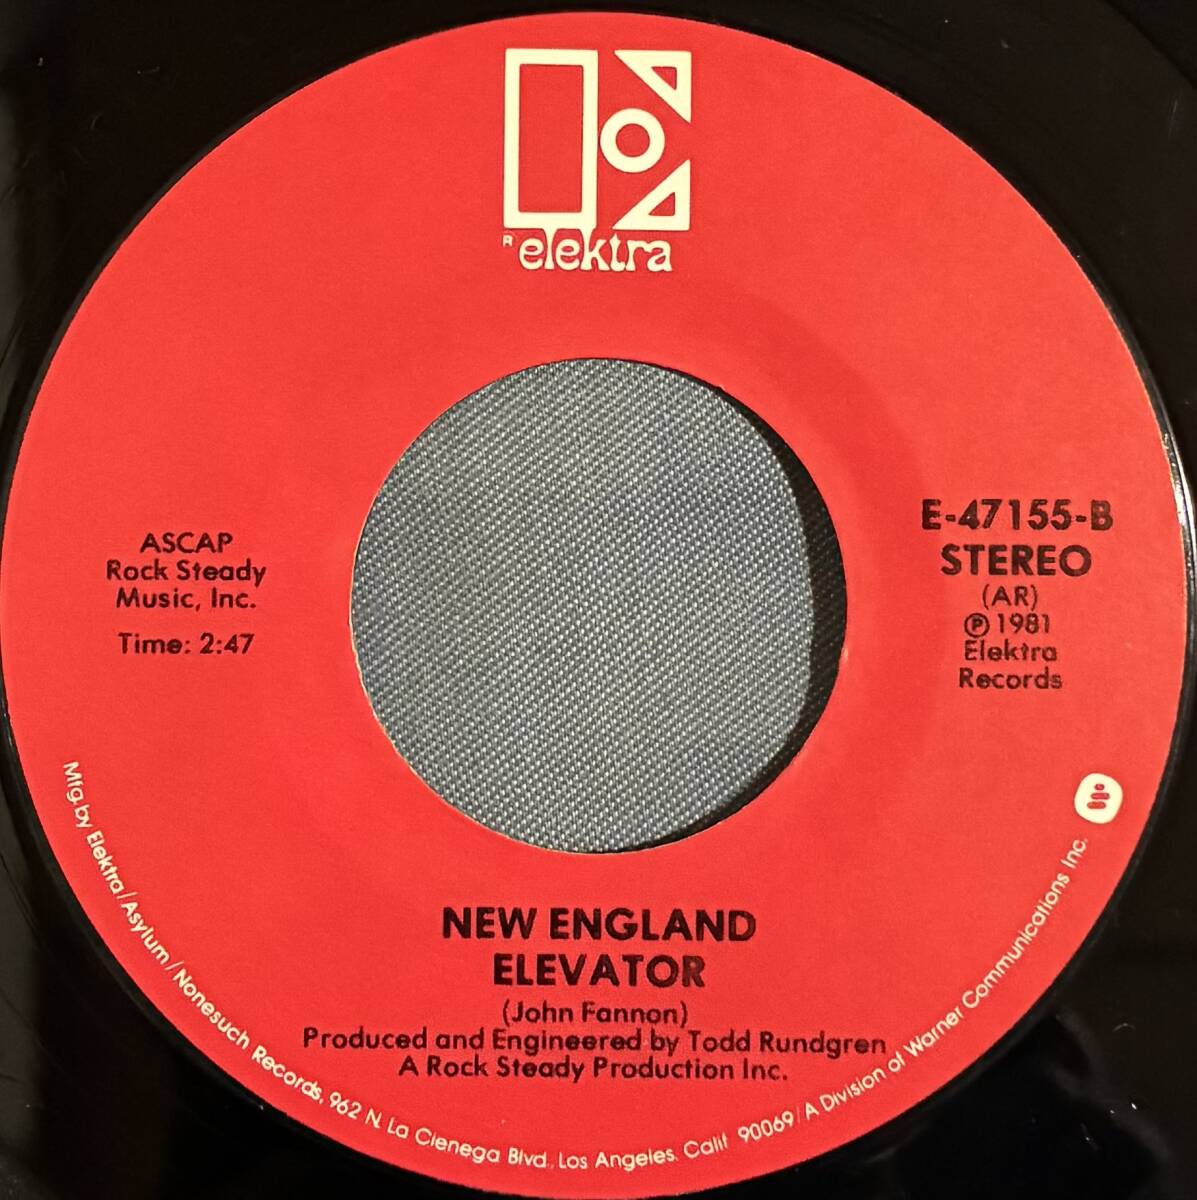 R elektra
ASCAP
Rock Steady
Music, Inc.
Time: 2:47
E-47155-B
STEREO
(AR)
℗ 1981
Elektra
Records
NEW ENGLAND
ELEVATOR
(John Fannon)
Produced and Engineered by Todd Rundgren
A Rock Steady Production Inc.
Mfg. by Elektra/Asylum/Nonesuch Records, 962 N. La Cienega Blvd., Los Angeles. Calif 90069/A Division of Warner Communications Inc.